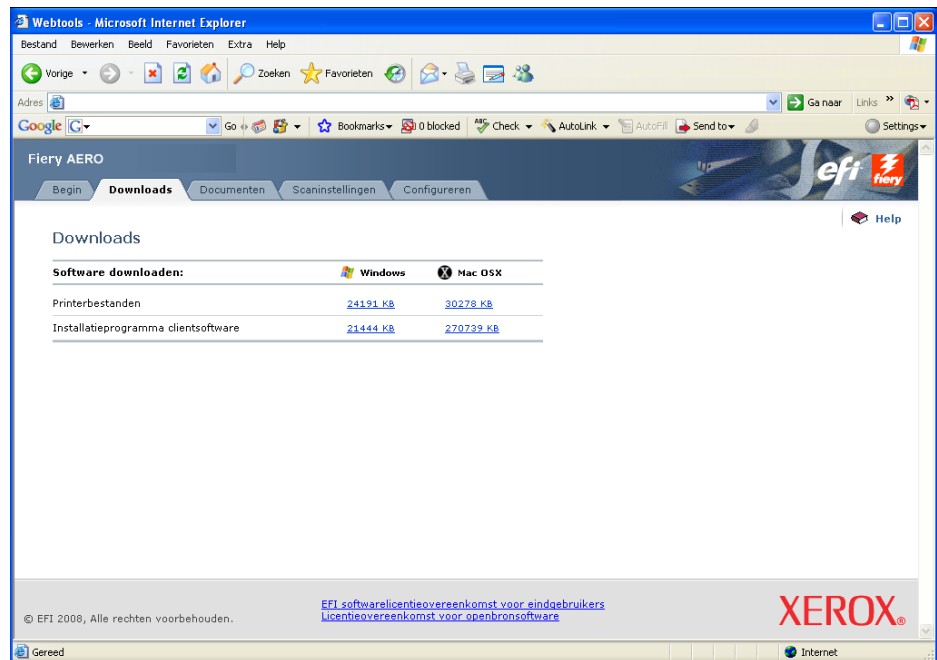 Webtools - Microsoft Internet Explorer
Bestand Bewerken Beeld Favorieten Extra Help
Vorige Zoeken Favorieten
Adres Ga naar Links »
Google G Go Bookmarks 0 blocked ABC Check AutoLink AutoFill Send to Settings
Fiery AERO
efi fiery
Begin Downloads Documenten Scaninstellingen Configureren
Help
Downloads
Software downloaden: Windows Mac OSX
Printerbestanden 24191 KB 30278 KB
Installatieprogramma clientsoftware 21444 KB 270739 KB
EFI softwarelicentieovereenkomst voor eindgebruikers
Licentieovereenkomst voor openbronsoftware
© EFI 2008, Alle rechten voorbehouden.
XEROX®
Gereed Internet